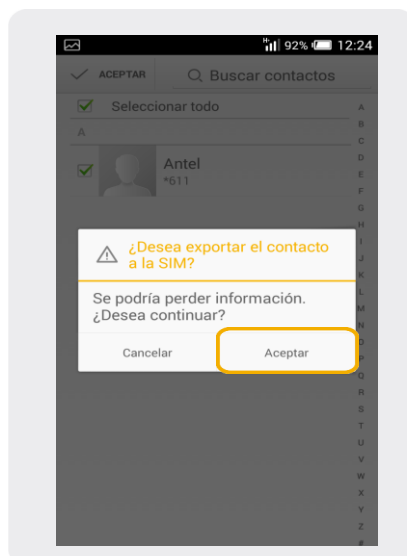 92% 12:24
ACEPTAR Buscar contactos
Seleccionar todo
A
Antel
*611
¿Desea exportar el contacto
a la SIM?
Se podría perder información.
¿Desea continuar?
Cancelar Aceptar
A
B
C
D
E
F
G
H
I
J
K
L
M
N
O
P
Q
R
S
T
U
V
W
X
Y
Z
#